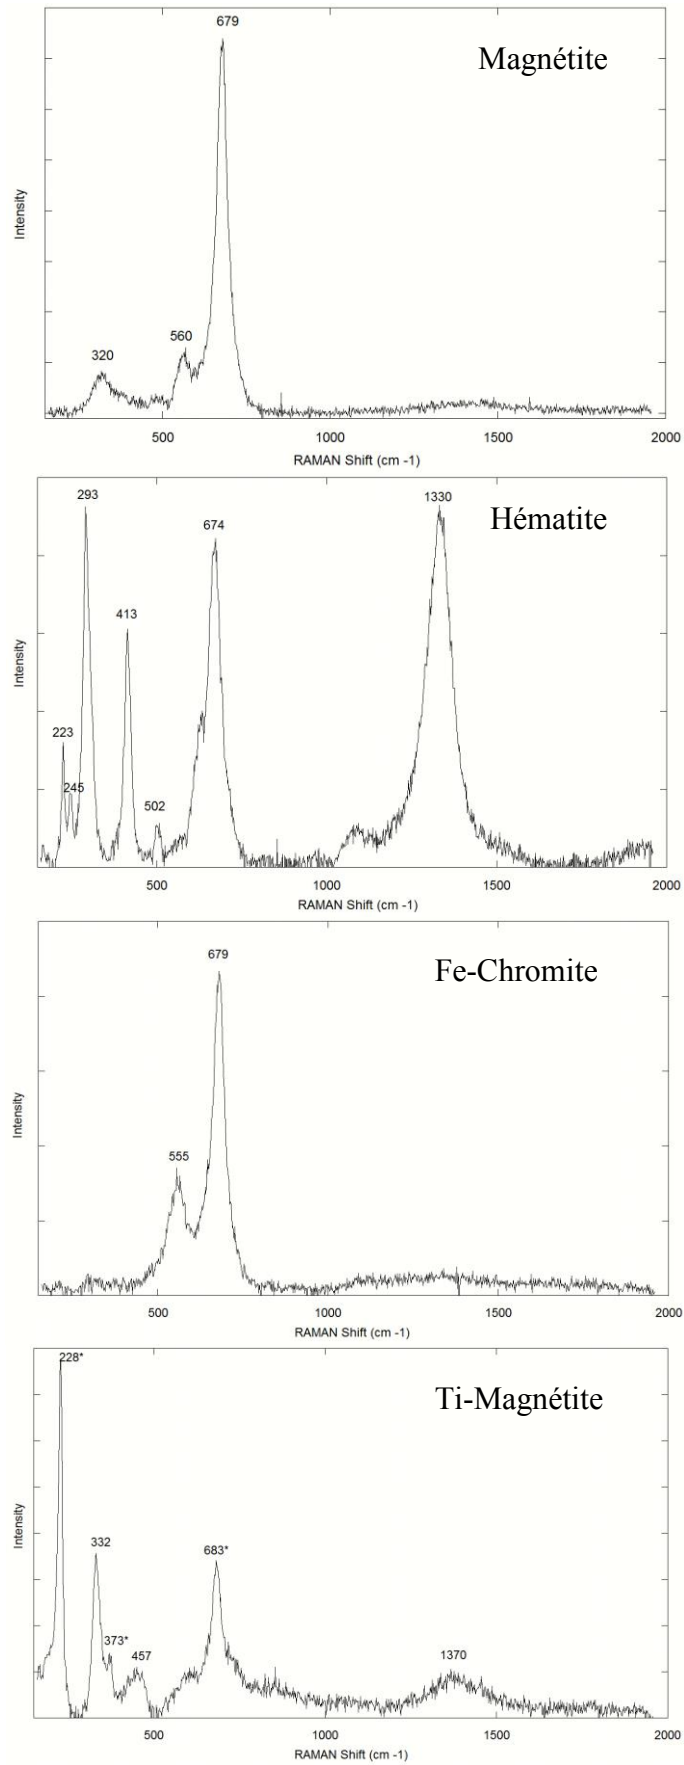 679
Magnétite
560
320
Intensity
500 1000 1500 2000
RAMAN Shift (cm -1)
293
1330
Hématite
674
413
223
245
502
Intensity
500 1000 1500 2000
RAMAN Shift (cm -1)
679
Fe-Chromite
555
Intensity
500 1000 1500 2000
RAMAN Shift (cm -1)
228*
Ti-Magnétite
332
683*
373*
457
1370
Intensity
500 1000 1500 2000
RAMAN Shift (cm -1)